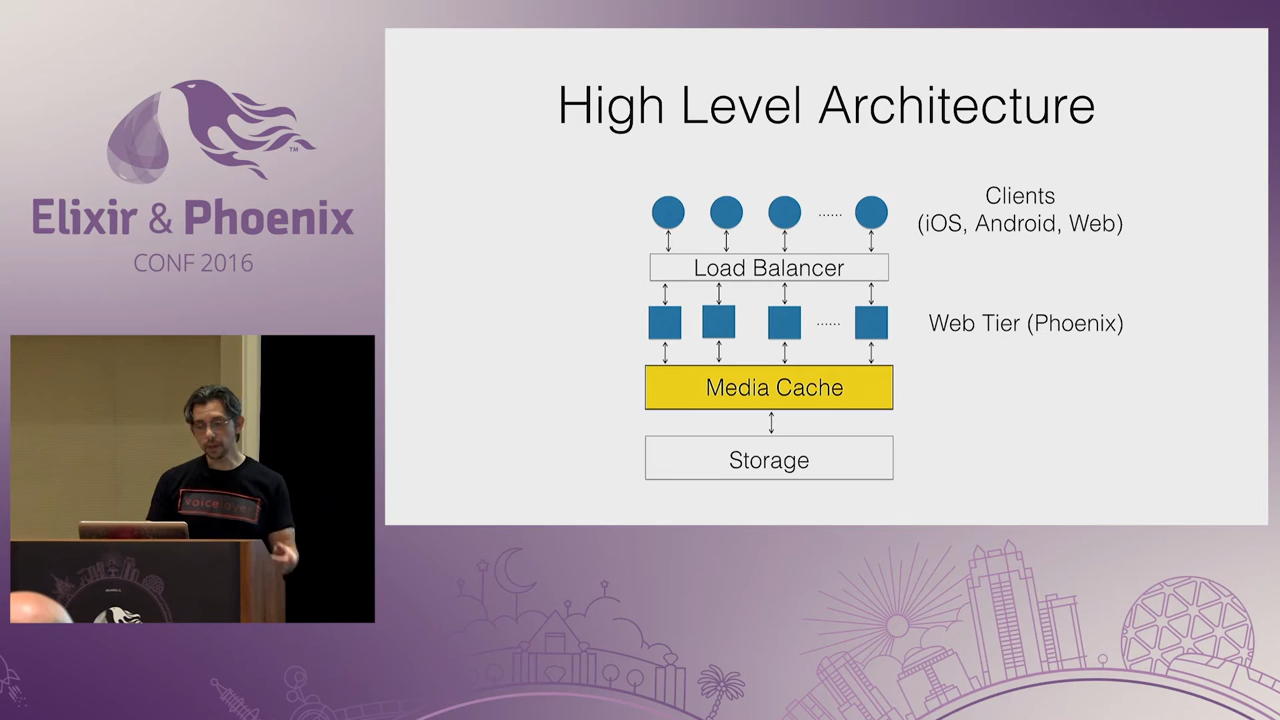 Elixir & Phoenix
CONF 2016
TM
High Level Architecture
Clients
(iOS, Android, Web)
......
Load Balancer
......
Web Tier (Phoenix)
Media Cache
Storage
voicelayer